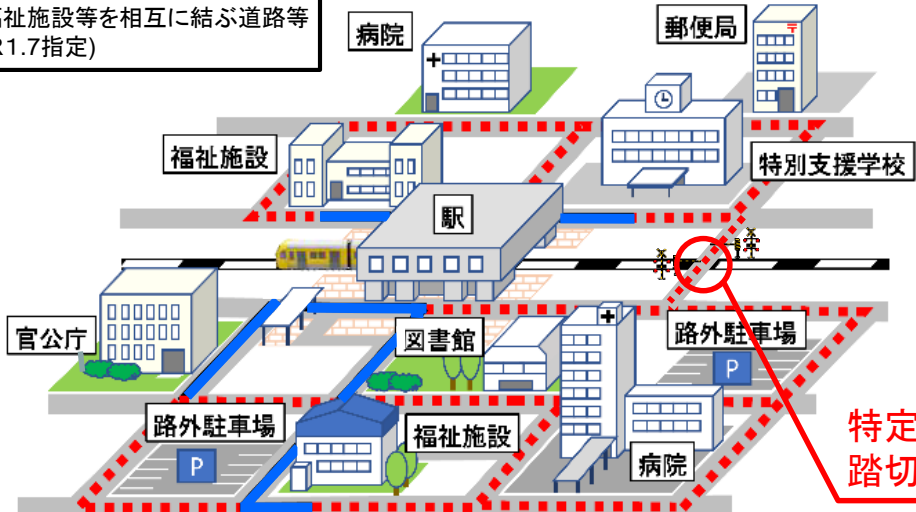 福祉施設等を相互に結ぶ道路等
R1.7指定)
病院
郵便局
〒
福祉施設
特別支援学校
駅
官公庁
図書館
路外駐車場
P
路外駐車場
P
福祉施設
病院
特定
踏切